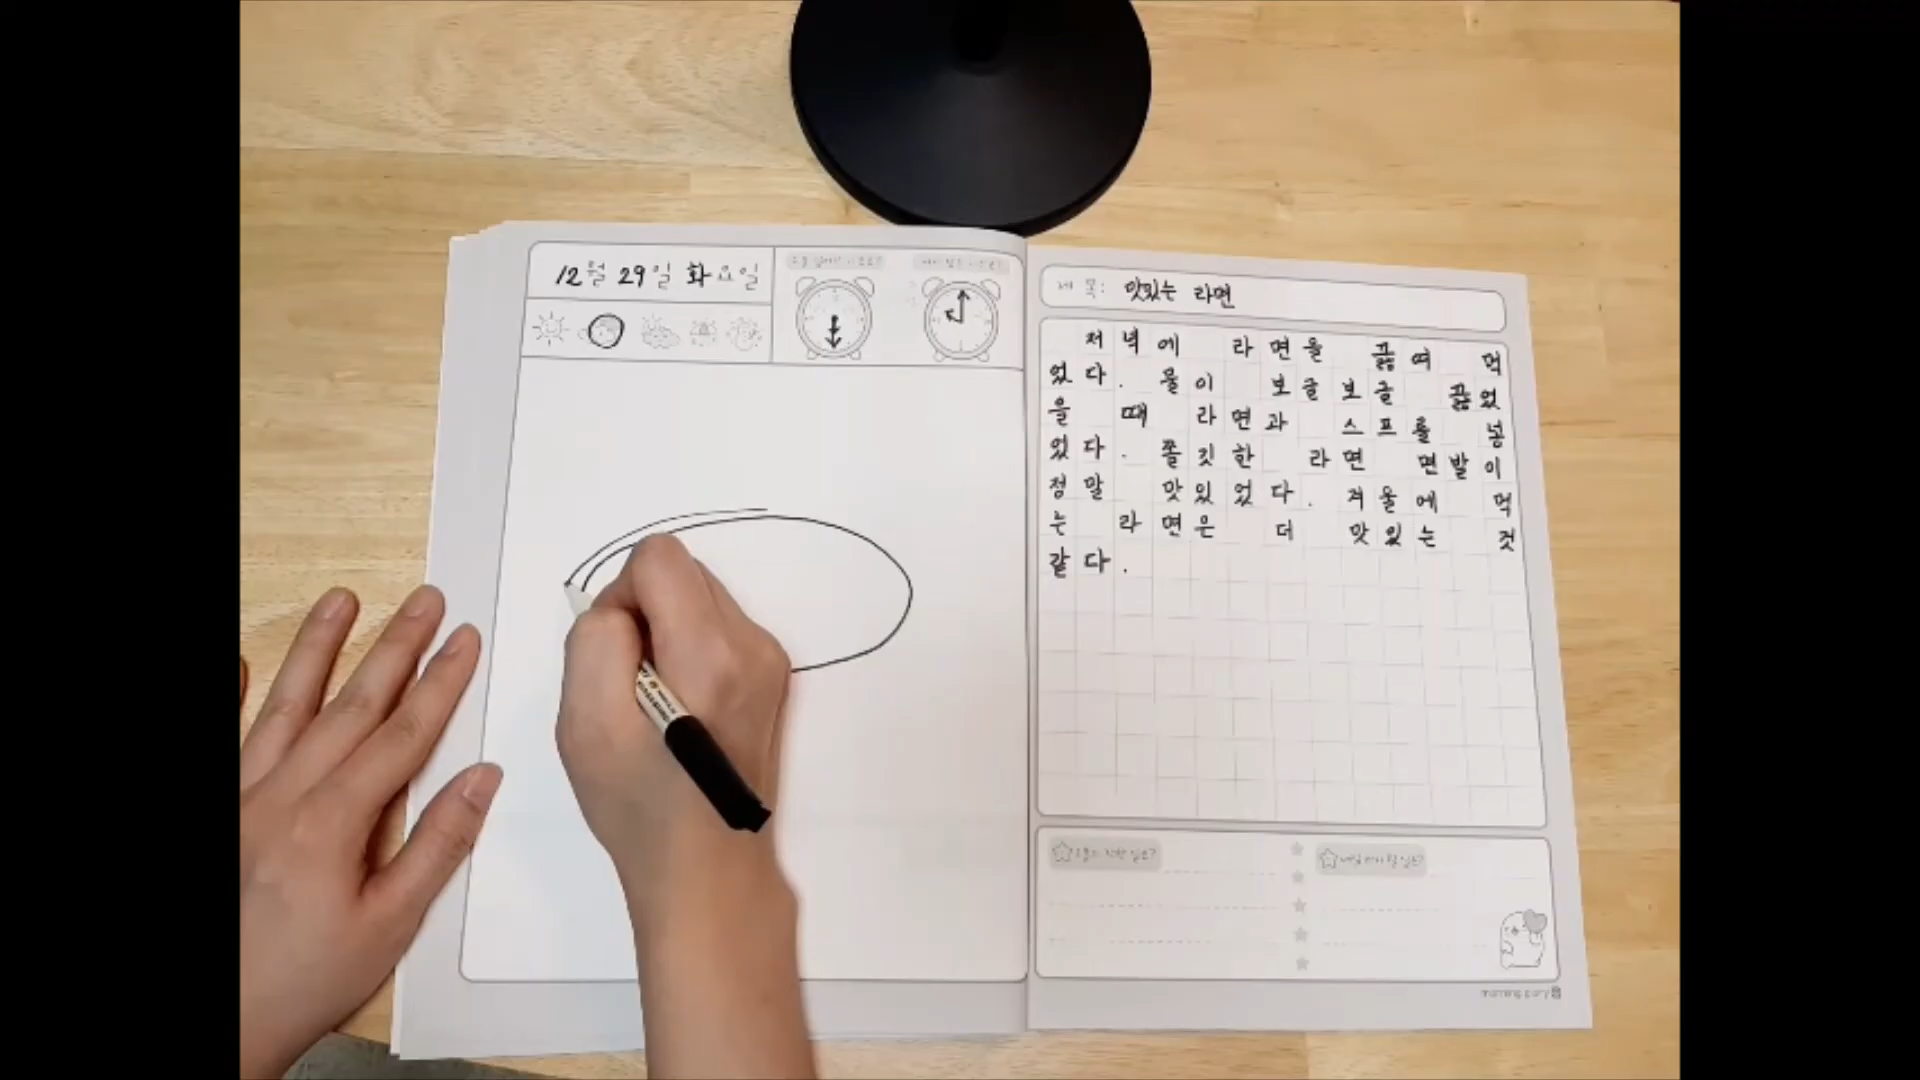 12월 29일 화요일
제목: 맛있는 라면
저녁에 라면을 끓여 먹
었다. 물이 보글보글 끓었
을 때 라면과 스프를 넣
었다. 쫄깃한 라면 면발이
정말 맛있었다. 겨울에 먹
는 라면은 더 맛있는 것
같다.
morning diary